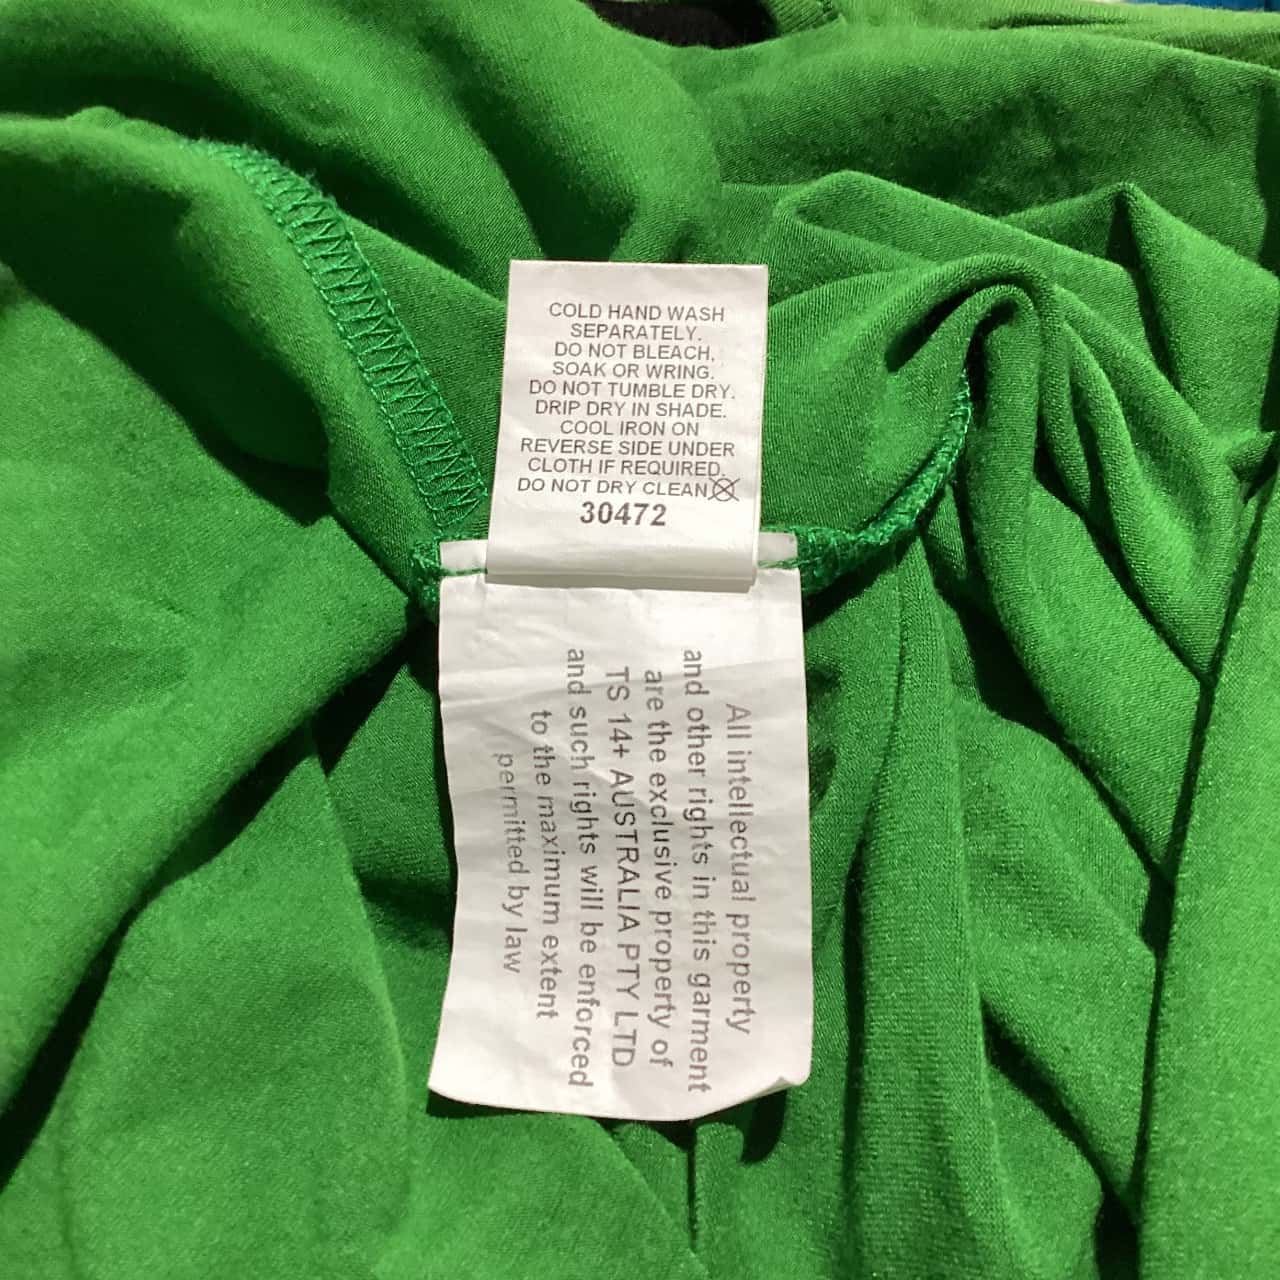 COLD HAND WASH
SEPARATELY.
DO NOT BLEACH,
SOAK OR WRING.
DO NOT TUMBLE DRY.
DRIP DRY IN SHADE.
COOL IRON ON
REVERSE SIDE UNDER
CLOTH IF REQUIRED.
DO NOT DRY CLEAN
30472
All intellectual property
and other rights in this garment
are the exclusive property of
TS 14+ AUSTRALIA PTY LTD
and such rights will be enforced
to the maximum extent
permitted by law